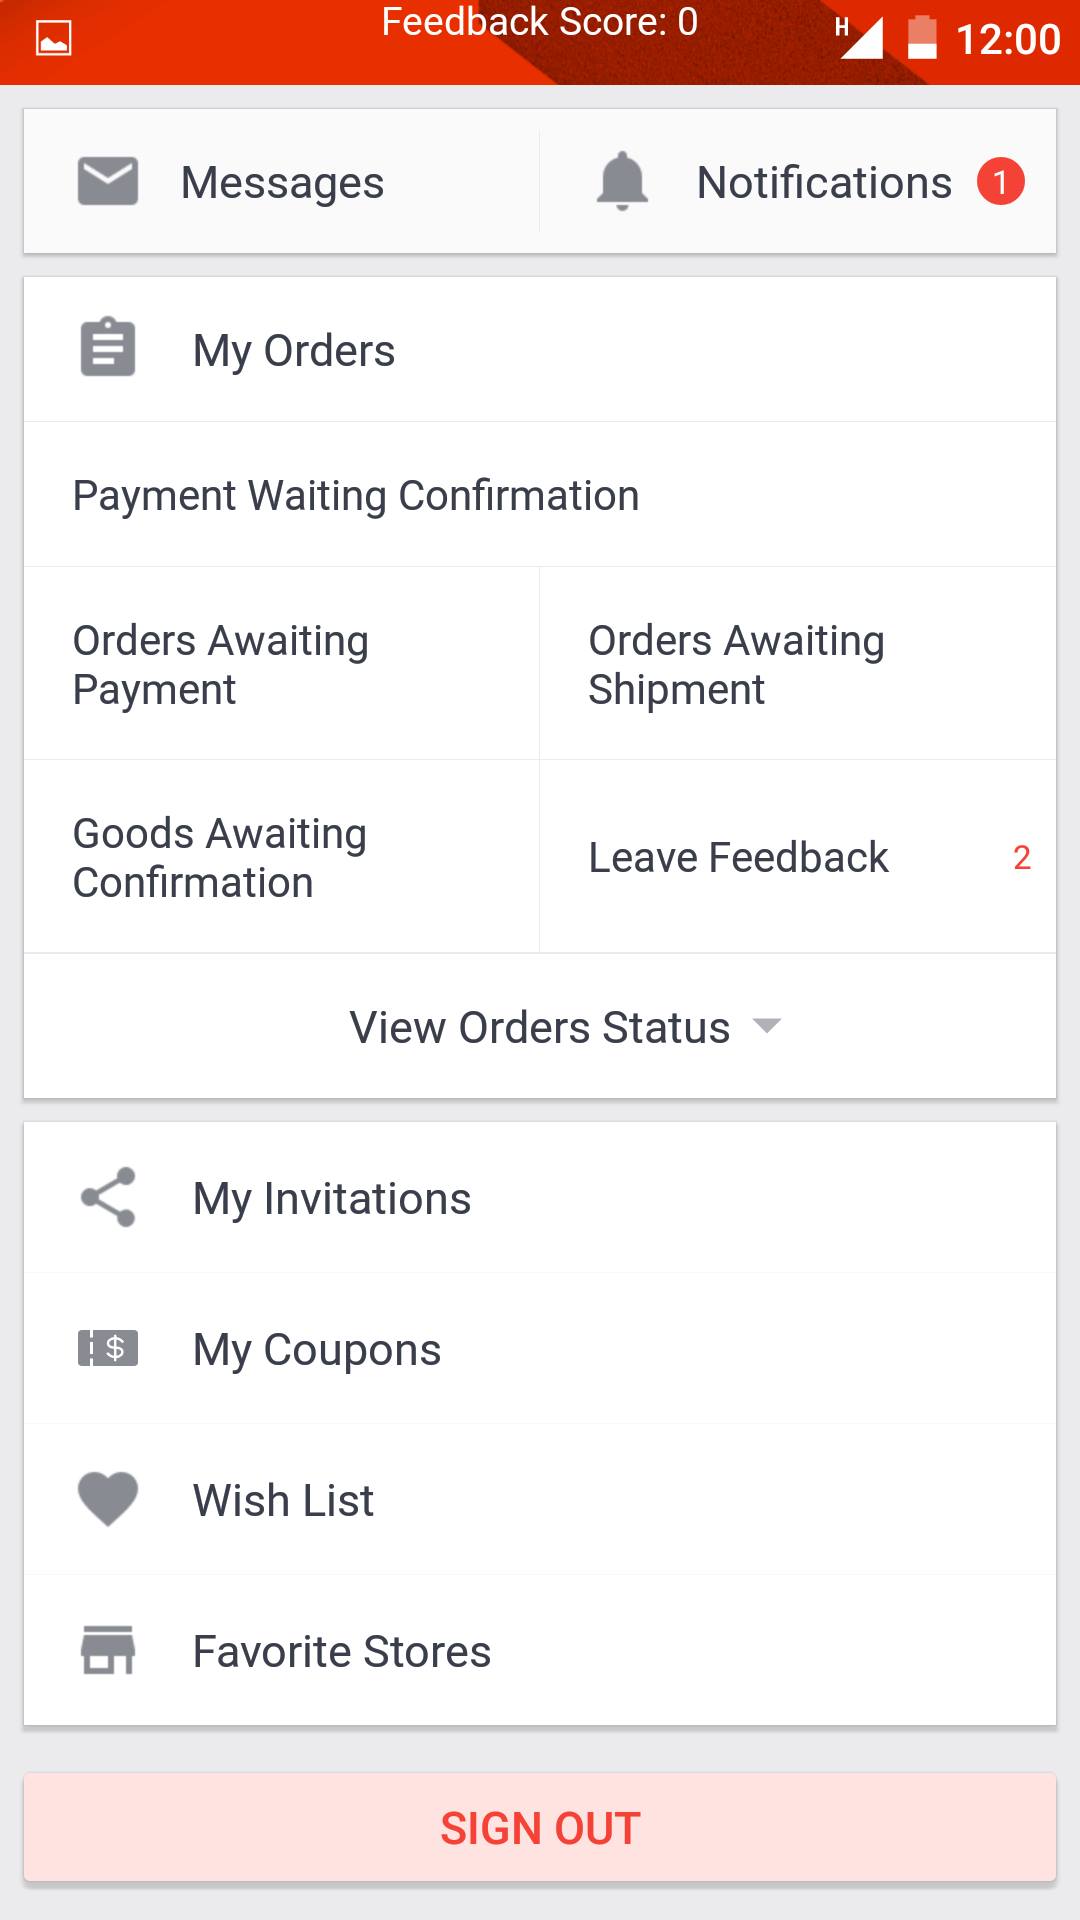 Feedback Score: 0
H
12:00
Messages
Notifications 1
My Orders
Payment Waiting Confirmation
Orders Awaiting
Payment
Orders Awaiting
Shipment
Goods Awaiting
Confirmation
Leave Feedback 2
View Orders Status
My Invitations
$
My Coupons
Wish List
Favorite Stores
SIGN OUT